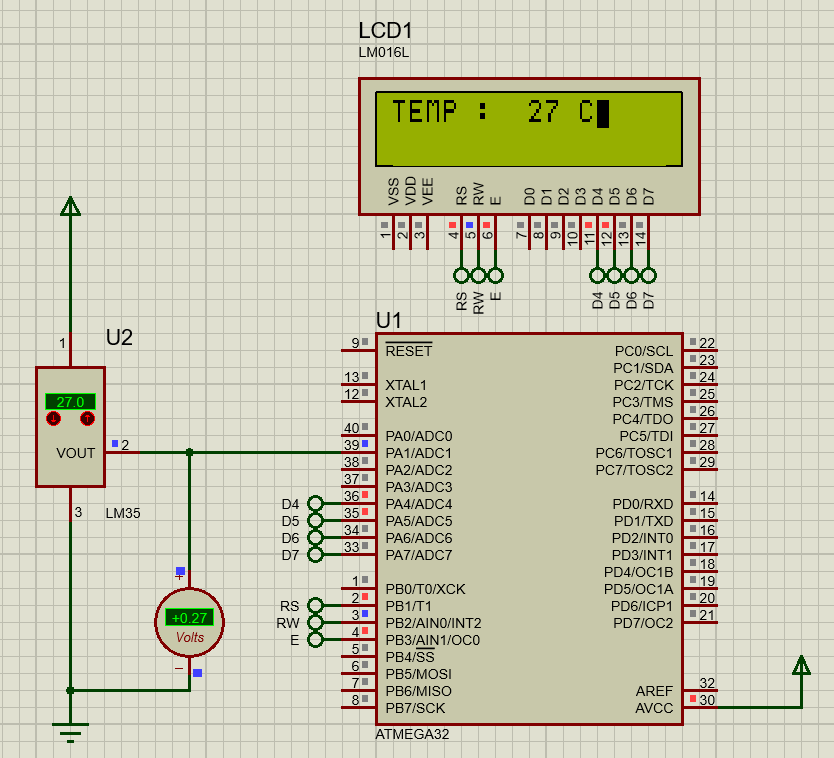 LCD1
LM016L
TEMP :  27 C
VSS VDD VEE RS RW E D0 D1 D2 D3 D4 D5 D6 D7
1 2 3 4 5 6 7 8 9 10 11 12 13 14
RS RW E D4 D5 D6 D7
U1
9 RESET PC0/SCL 22
PC1/SDA 23
13 XTAL1 PC2/TCK 24
12 XTAL2 PC3/TMS 25
PC4/TDO 26
40 PA0/ADC0 PC5/TDI 27
39 PA1/ADC1 PC6/TOSC1 28
38 PA2/ADC2 PC7/TOSC2 29
37 PA3/ADC3
D4 36 PA4/ADC4 PD0/RXD 14
D5 35 PA5/ADC5 PD1/TXD 15
D6 34 PA6/ADC6 PD2/INT0 16
D7 33 PA7/ADC7 PD3/INT1 17
PD4/OC1B 18
1 PB0/T0/XCK PD5/OC1A 19
RS 2 PB1/T1 PD6/ICP1 20
RW 3 PB2/AIN0/INT2 PD7/OC2 21
E 4 PB3/AIN1/OC0
5 PB4/SS
6 PB5/MOSI
7 PB6/MISO AREF 32
8 PB7/SCK AVCC 30
ATMEGA32
U2
1
27.0
VOUT 2
3 LM35
+
+0.27
Volts
−